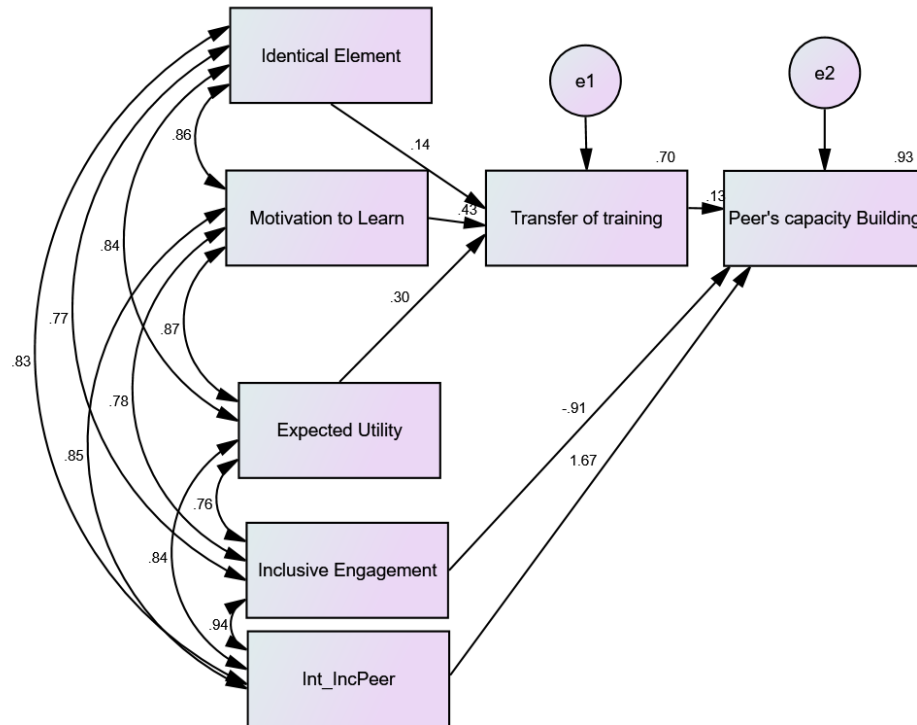 Identical Element
e1
e2
.86
.14
.70
.93
Motivation to Learn
.43
Transfer of training
.13
Peer's capacity Building
.84
.30
.77
.87
.83
.78
-.91
Expected Utility
.85
1.67
.76
.84
Inclusive Engagement
.94
Int_IncPeer